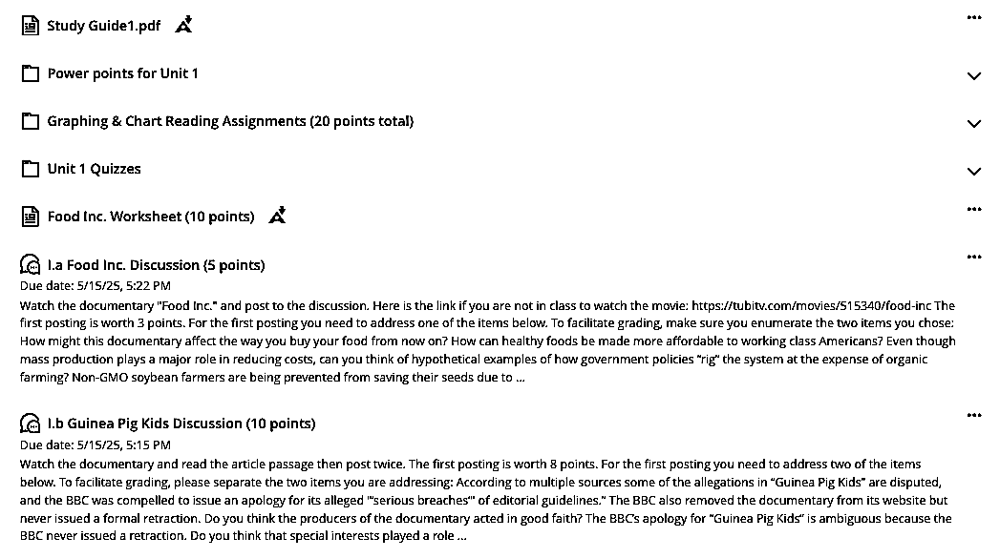 Study Guide1.pdf
Power points for Unit 1
Graphing & Chart Reading Assignments (20 points total)
Unit 1 Quizzes
Food Inc. Worksheet (10 points)
I.a Food Inc. Discussion (5 points)
Due date: 5/15/25, 5:22 PM
Watch the documentary "Food Inc." and post to the discussion. Here is the link if you are not in class to watch the movie: https://tubitv.com/movies/515340/food-inc The
first posting is worth 3 points. For the first posting you need to address one of the items below. To facilitate grading, make sure you enumerate the two items you chose:
How might this documentary affect the way you buy your food from now on? How can healthy foods be made more affordable to working class Americans? Even though
mass production plays a major role in reducing costs, can you think of hypothetical examples of how government policies “rig” the system at the expense of organic
farming? Non-GMO soybean farmers are being prevented from saving their seeds due to ...
I.b Guinea Pig Kids Discussion (10 points)
Due date: 5/15/25, 5:15 PM
Watch the documentary and read the article passage then post twice. The first posting is worth 8 points. For the first posting you need to address two of the items
below. To facilitate grading, please separate the two items you are addressing: According to multiple sources some of the allegations in “Guinea Pig Kids” are disputed,
and the BBC was compelled to issue an apology for its alleged "'serious breaches'" of editorial guidelines.” The BBC also removed the documentary from its website but
never issued a formal retraction. Do you think the producers of the documentary acted in good faith? The BBC’s apology for “Guinea Pig Kids” is ambiguous because the
BBC never issued a retraction. Do you think that special interests played a role ...